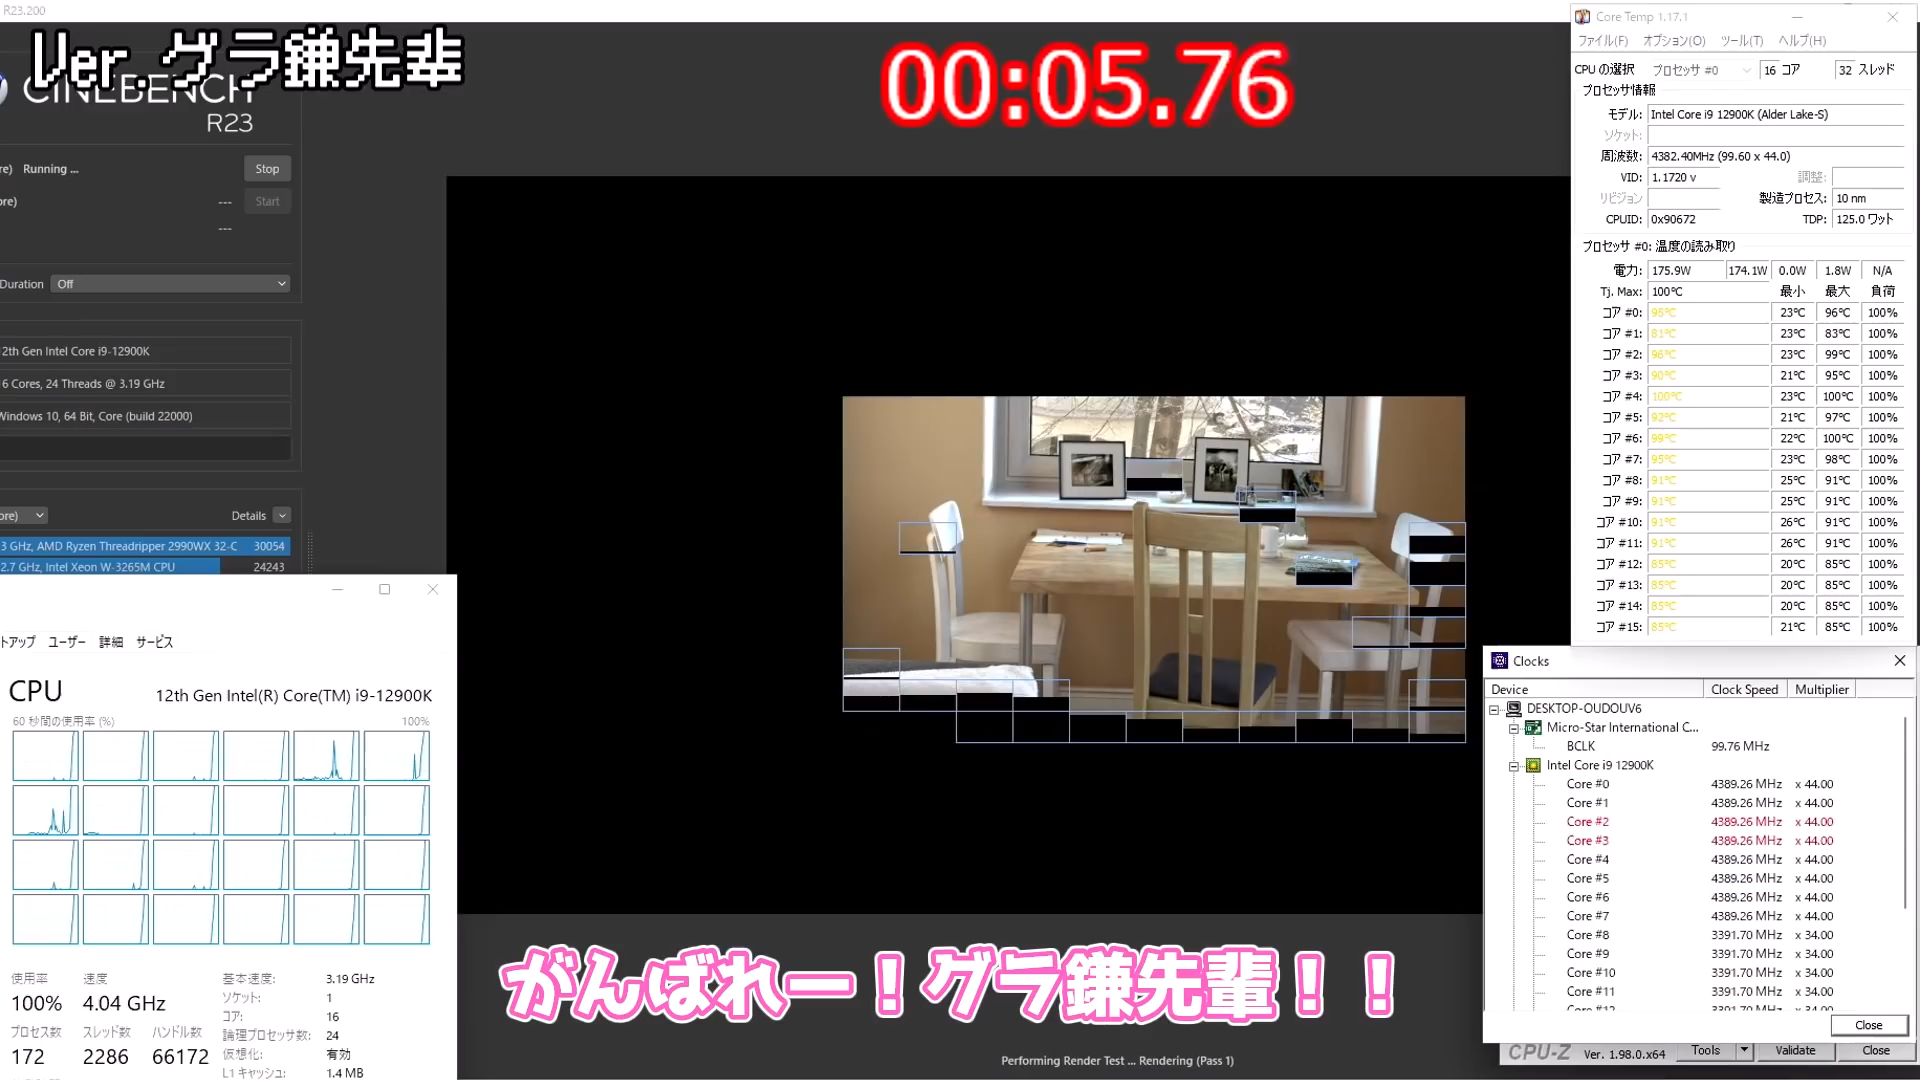 R23.200
Ver.グラ鎌先輩
CINEBENCH
R23
00:05.76
re) Running ... Stop
ore) --- Start
---
Duration Off
2th Gen Intel Core i9-12900K
6 Cores, 24 Threads @ 3.19 GHz
Windows 10, 64 Bit, Core (build 22000)
ore) Details
3 GHz, AMD Ryzen Threadripper 2990WX 32-C 30054
2.7 GHz, Intel Xeon W-3265M CPU 24243
トアップ ユーザー 詳細 サービス
CPU 12th Gen Intel(R) Core(TM) i9-12900K
60 秒間の使用率 (%) 100%
使用率 速度 基本速度: 3.19 GHz
100% 4.04 GHz ソケット: 1
コア: 16
プロセス数 スレッド数 ハンドル数 論理プロセッサ数: 24
172 2286 66172 仮想化: 有効
L1 キャッシュ: 1.4 MB
がんばれー！グラ鎌先輩！！
Performing Render Test ... Rendering (Pass 1)
Core Temp 1.17.1
ファイル(F) オプション(O) ツール(T) ヘルプ(H)
CPU の選択 プロセッサ #0 16 コア 32 スレッド
プロセッサ情報
モデル: Intel Core i9 12900K (Alder Lake-S)
ソケット:
周波数: 4382.40MHz (99.60 x 44.0)
VID: 1.1720 v 調整:
リビジョン 製造プロセス: 10 nm
CPUID: 0x90672 TDP: 125.0 ワット
プロセッサ #0: 温度の読み取り
電力: 175.9W 174.1W 0.0W 1.8W N/A
Tj. Max: 100℃ 最小 最大 負荷
コア #0: 95℃ 23℃ 96℃ 100%
コア #1: 81℃ 23℃ 83℃ 100%
コア #2: 96℃ 23℃ 99℃ 100%
コア #3: 90℃ 21℃ 95℃ 100%
コア #4: 100℃ 23℃ 100℃ 100%
コア #5: 92℃ 21℃ 97℃ 100%
コア #6: 99℃ 22℃ 100℃ 100%
コア #7: 95℃ 23℃ 98℃ 100%
コア #8: 91℃ 25℃ 91℃ 100%
コア #9: 91℃ 25℃ 91℃ 100%
コア #10: 91℃ 26℃ 91℃ 100%
コア #11: 91℃ 26℃ 91℃ 100%
コア #12: 85℃ 20℃ 85℃ 100%
コア #13: 85℃ 20℃ 85℃ 100%
コア #14: 85℃ 20℃ 85℃ 100%
コア #15: 85℃ 21℃ 85℃ 100%
Clocks
Device Clock Speed Multiplier
DESKTOP-OUDOUV6
Micro-Star International C...
BCLK 99.76 MHz
Intel Core i9 12900K
Core #0 4389.26 MHz x 44.00
Core #1 4389.26 MHz x 44.00
Core #2 4389.26 MHz x 44.00
Core #3 4389.26 MHz x 44.00
Core #4 4389.26 MHz x 44.00
Core #5 4389.26 MHz x 44.00
Core #6 4389.26 MHz x 44.00
Core #7 4389.26 MHz x 44.00
Core #8 3391.70 MHz x 34.00
Core #9 3391.70 MHz x 34.00
Core #10 3391.70 MHz x 34.00
Core #11 3391.70 MHz x 34.00
Core #12 3391.70 MHz x 34.00
Close
CPU-Z Ver. 1.98.0.x64 Tools Validate Close